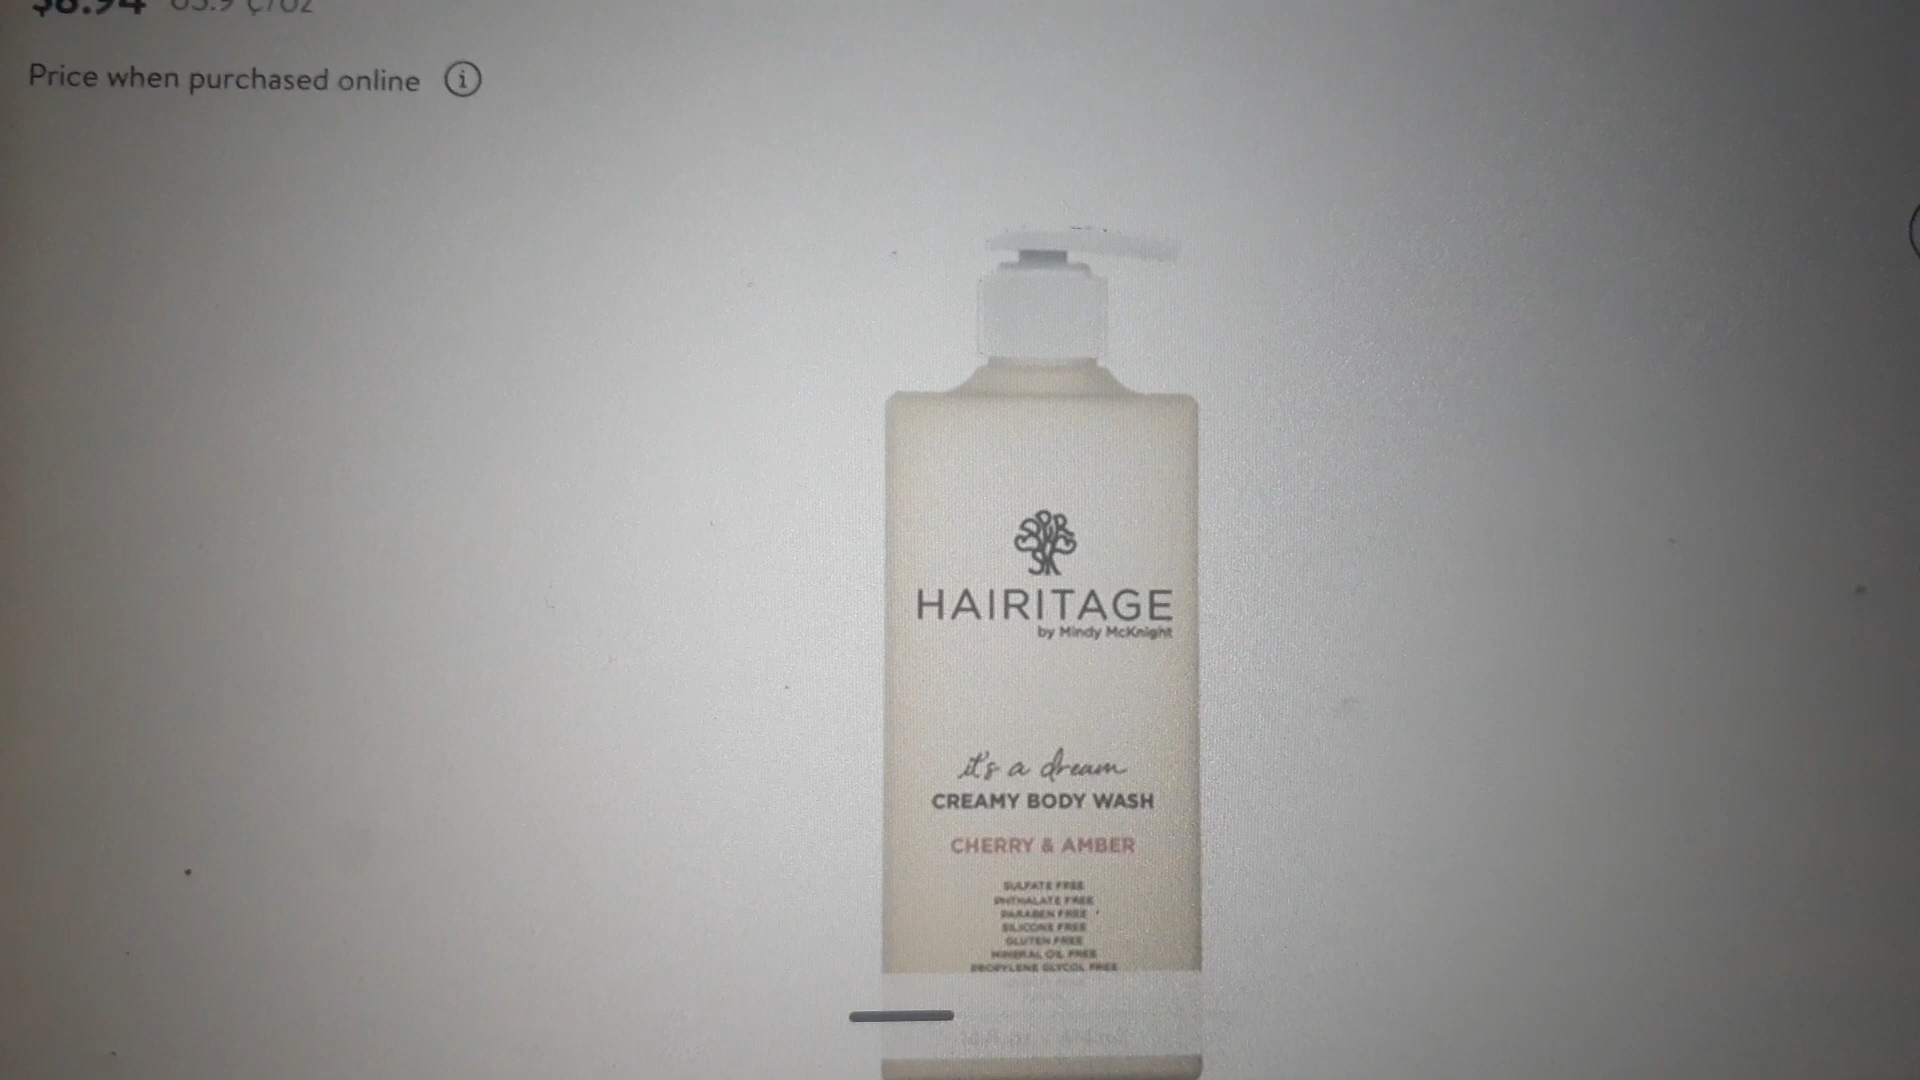 Price when purchased online
HAIRITAGE
by Mindy McKnight
it's a dream
CREAMY BODY WASH
CHERRY & AMBER
SULFATE FREE
PHTHALATE FREE
PARABEN FREE
SILICONE FREE
GLUTEN FREE
MINERAL OIL FREE
PROPYLENE GLYCOL FREE